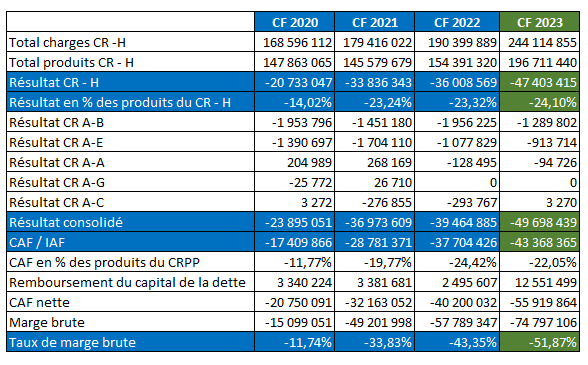 CF 2020 CF 2021 CF 2022 CF 2023
Total charges CR -H 168 596 112 179 416 022 190 399 889 244 114 855
Total produits CR - H 147 863 065 145 579 679 154 391 320 196 711 440
Résultat CR - H -20 733 047 -33 836 343 -36 008 569 -47 403 415
Résultat en % des produits du CR - H -14,02% -23,24% -23,32% -24,10%
Résultat CR A-B -1 953 796 -1 451 180 -1 956 225 -1 289 802
Résultat CR A-E -1 390 697 -1 704 110 -1 077 829 -913 714
Résultat CR A-A 204 989 268 169 -128 495 -94 726
Résultat CR A-G -25 772 26 710 0 0
Résultat CR A-C 3 272 -276 855 -293 767 3 270
Résultat consolidé -23 895 051 -36 973 609 -39 464 885 -49 698 439
CAF / IAF -17 409 866 -28 781 371 -37 704 426 -43 368 365
CAF en % des produits du CRPP -11,77% -19,77% -24,42% -22,05%
Remboursement du capital de la dette 3 340 224 3 381 681 2 495 607 12 551 499
CAF nette -20 750 091 -32 163 052 -40 200 032 -55 919 864
Marge brute -15 099 051 -49 201 998 -57 789 347 -74 797 106
Taux de marge brute -11,74% -33,83% -43,35% -51,87%